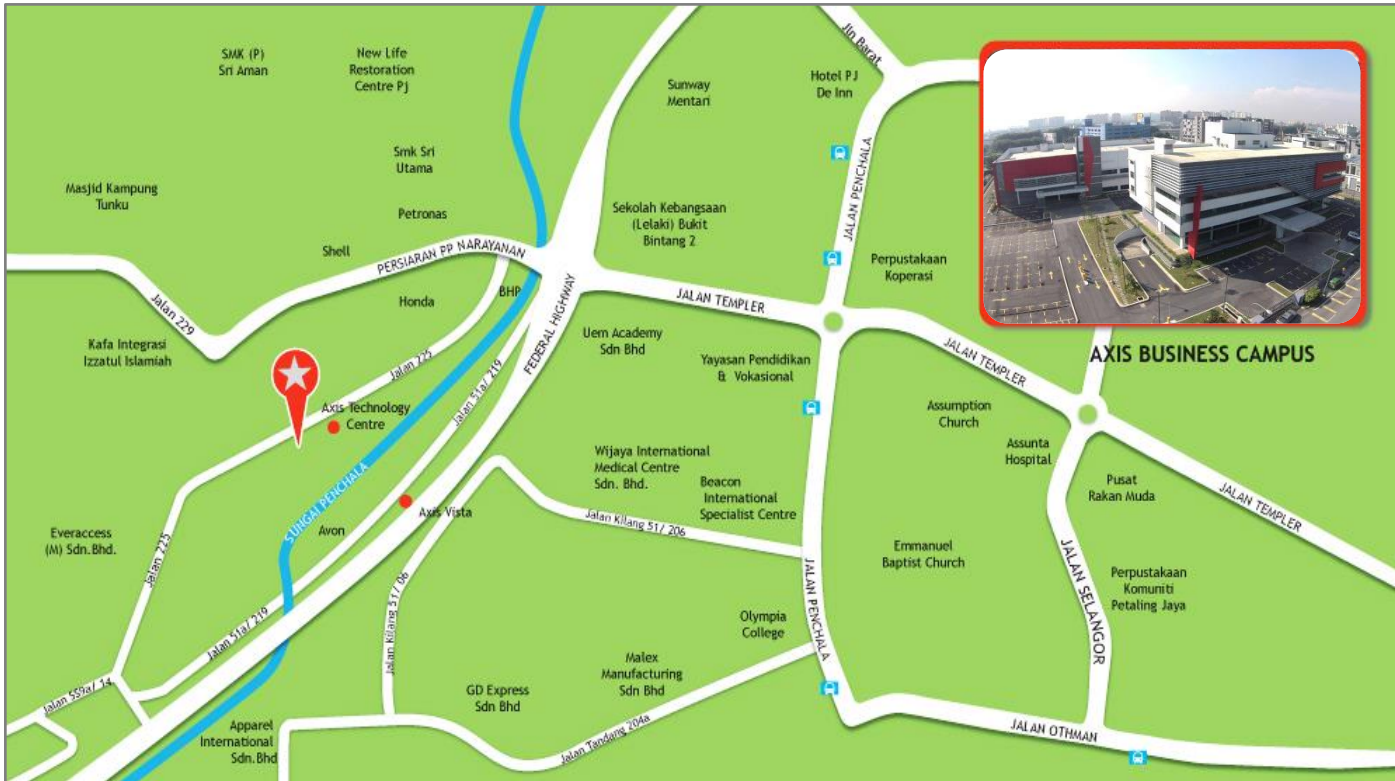 SMK (P)
Sri Aman
New Life
Restoration
Centre Pj
Sunway
Mentari
Jln Barat
Hotel PJ
De Inn
Smk Sri
Utama
Masjid Kampung
Tunku
Petronas
Sekolah Kebangsaan
(Lelaki) Bukit
Bintang 2
JALAN PENCHALA
Shell
PERSIARAN PP NARAYANAN
Perpustakaan
Koperasi
Jalan 229
Honda
BHP
FEDERAL HIGHWAY
JALAN TEMPLER
Kafa Integrasi
Izzatul Islamiah
Uem Academy
Sdn Bhd
Yayasan Pendidikan
& Vokasional
JALAN TEMPLER
AXIS BUSINESS CAMPUS
Jalan 225
Jalan 51a/ 219
Axis Technology
Centre
Assumption
Church
Assunta
Hospital
Wijaya International
Medical Centre
Sdn. Bhd.
Beacon
International
Specialist Centre
Pusat
Rakan Muda
JALAN TEMPLER
SUNGAI PENCHALA
Axis Vista
Avon
Jalan Kilang 51/ 206
Everaccess
(M) Sdn.Bhd.
Jalan 225
Emmanuel
Baptist Church
JALAN PENCHALA
JALAN SELANGOR
Perpustakaan
Komuniti
Petaling Jaya
Jalan 51a/ 219
Jalan Kilang 51/ 06
Olympia
College
Malex
Manufacturing
Sdn Bhd
GD Express
Sdn Bhd
Jalan SS9a/ 14
Apparel
International
Sdn.Bhd
Jalan Tandang 204a
JALAN OTHMAN